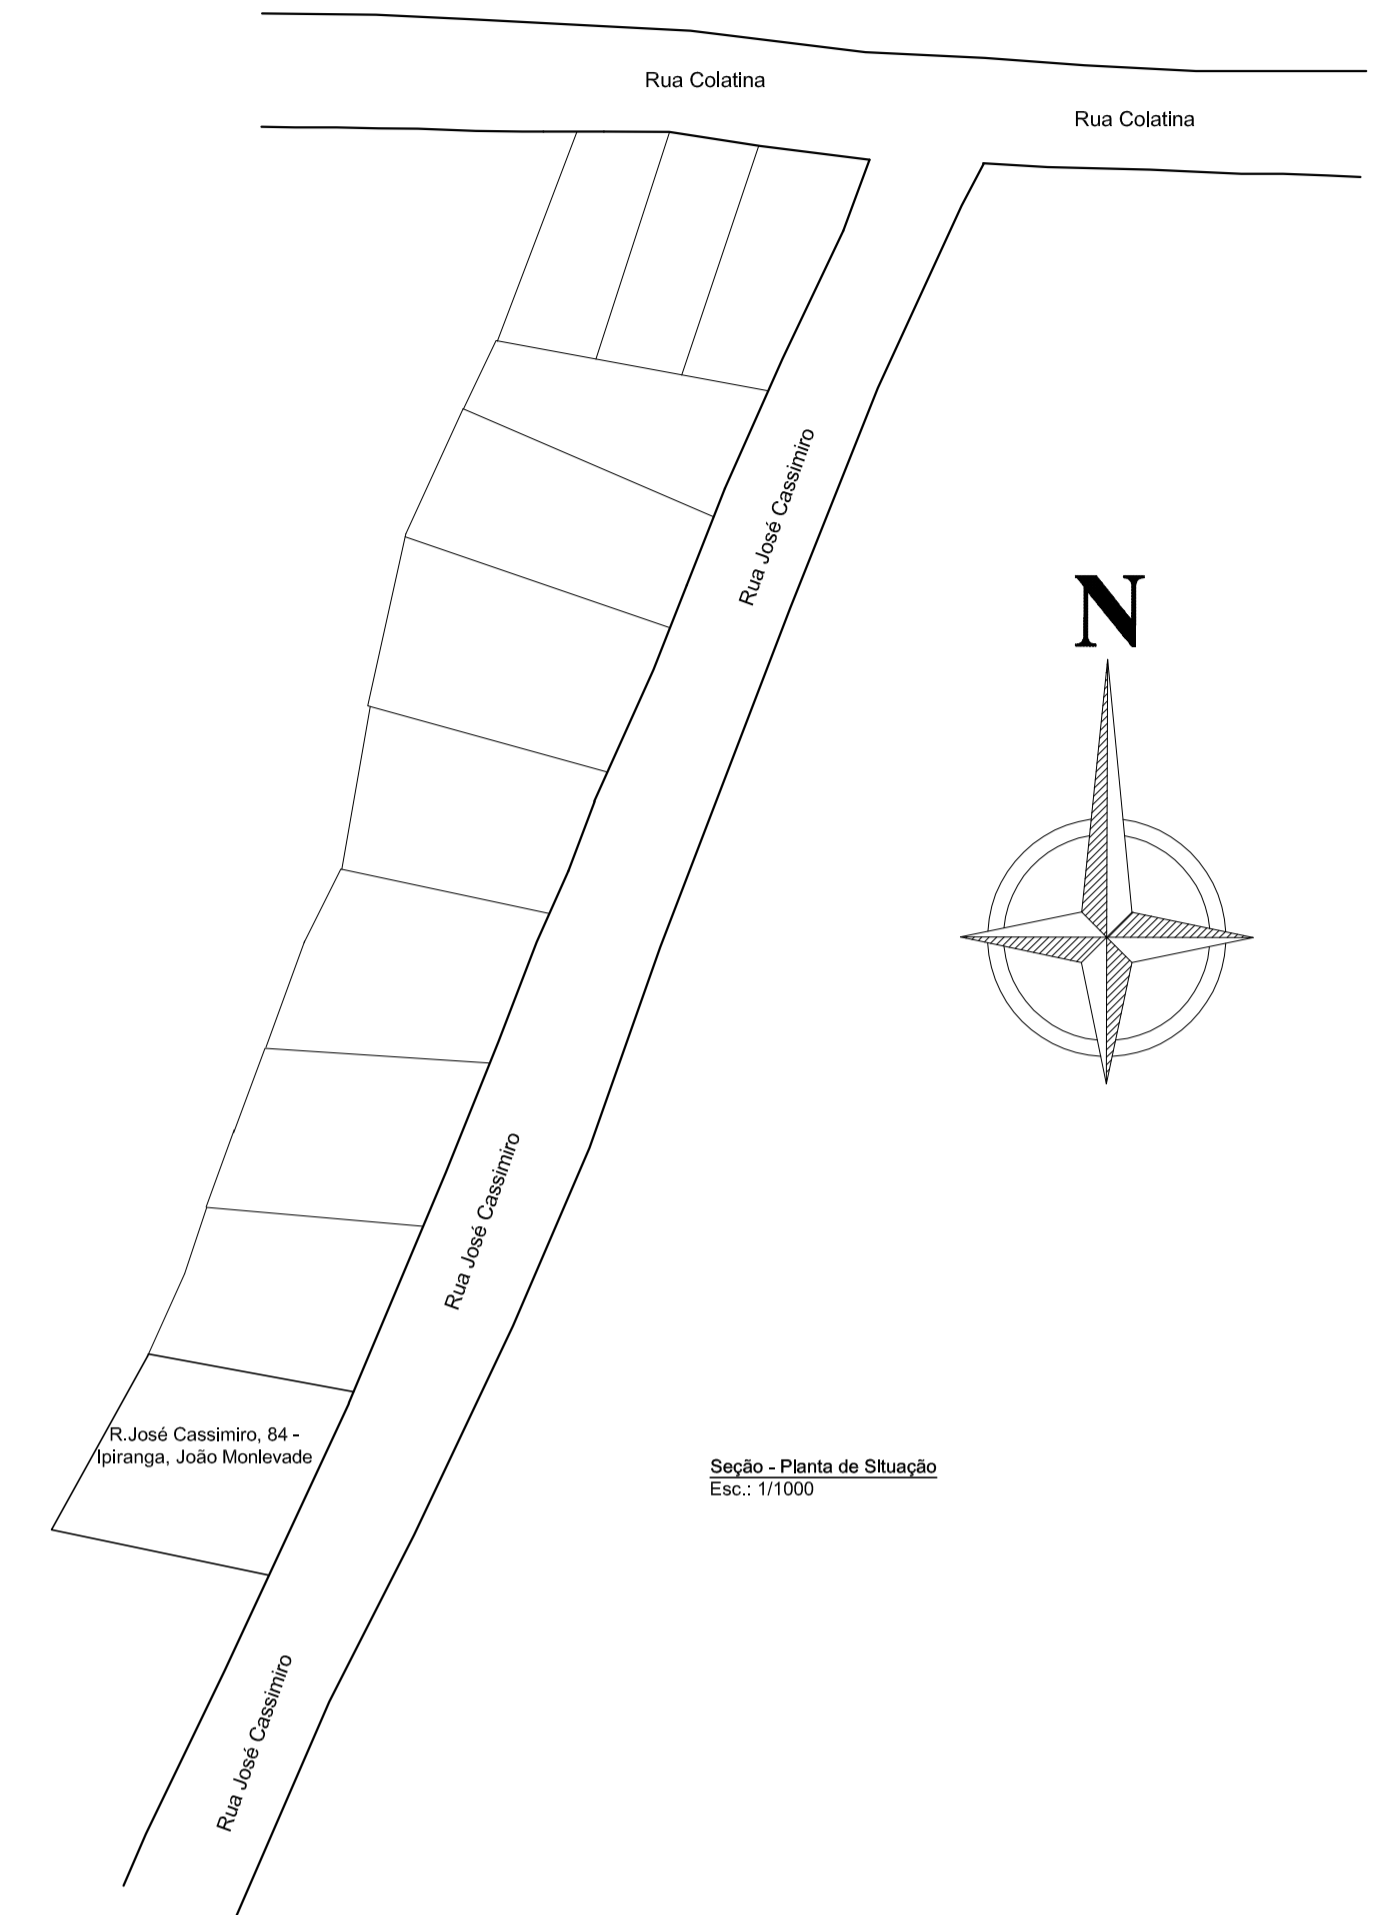 Rua Colatina
Rua Colatina
Rua José Cassimiro
N
Rua José Cassimiro
R.José Cassimiro, 84 -
Ipiranga, João Monlevade
Seção - Planta de SItuação
Esc.: 1/1000
Rua José Cassimiro